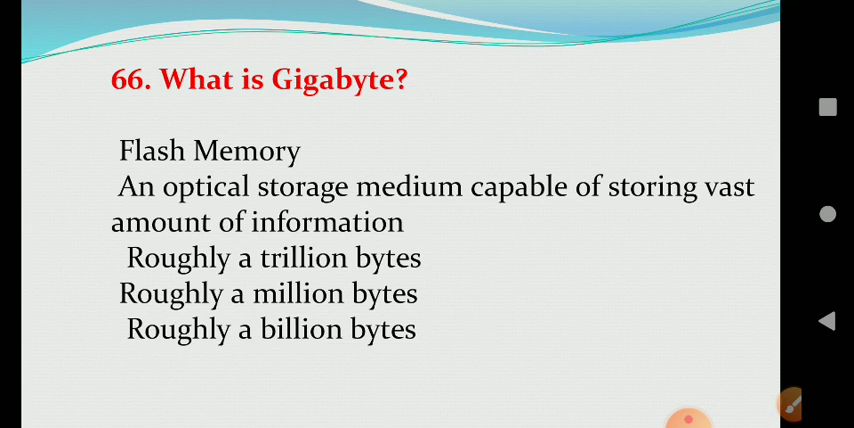 66. What is Gigabyte?
Flash Memory
An optical storage medium capable of storing vast
amount of information
Roughly a trillion bytes
Roughly a million bytes
Roughly a billion bytes